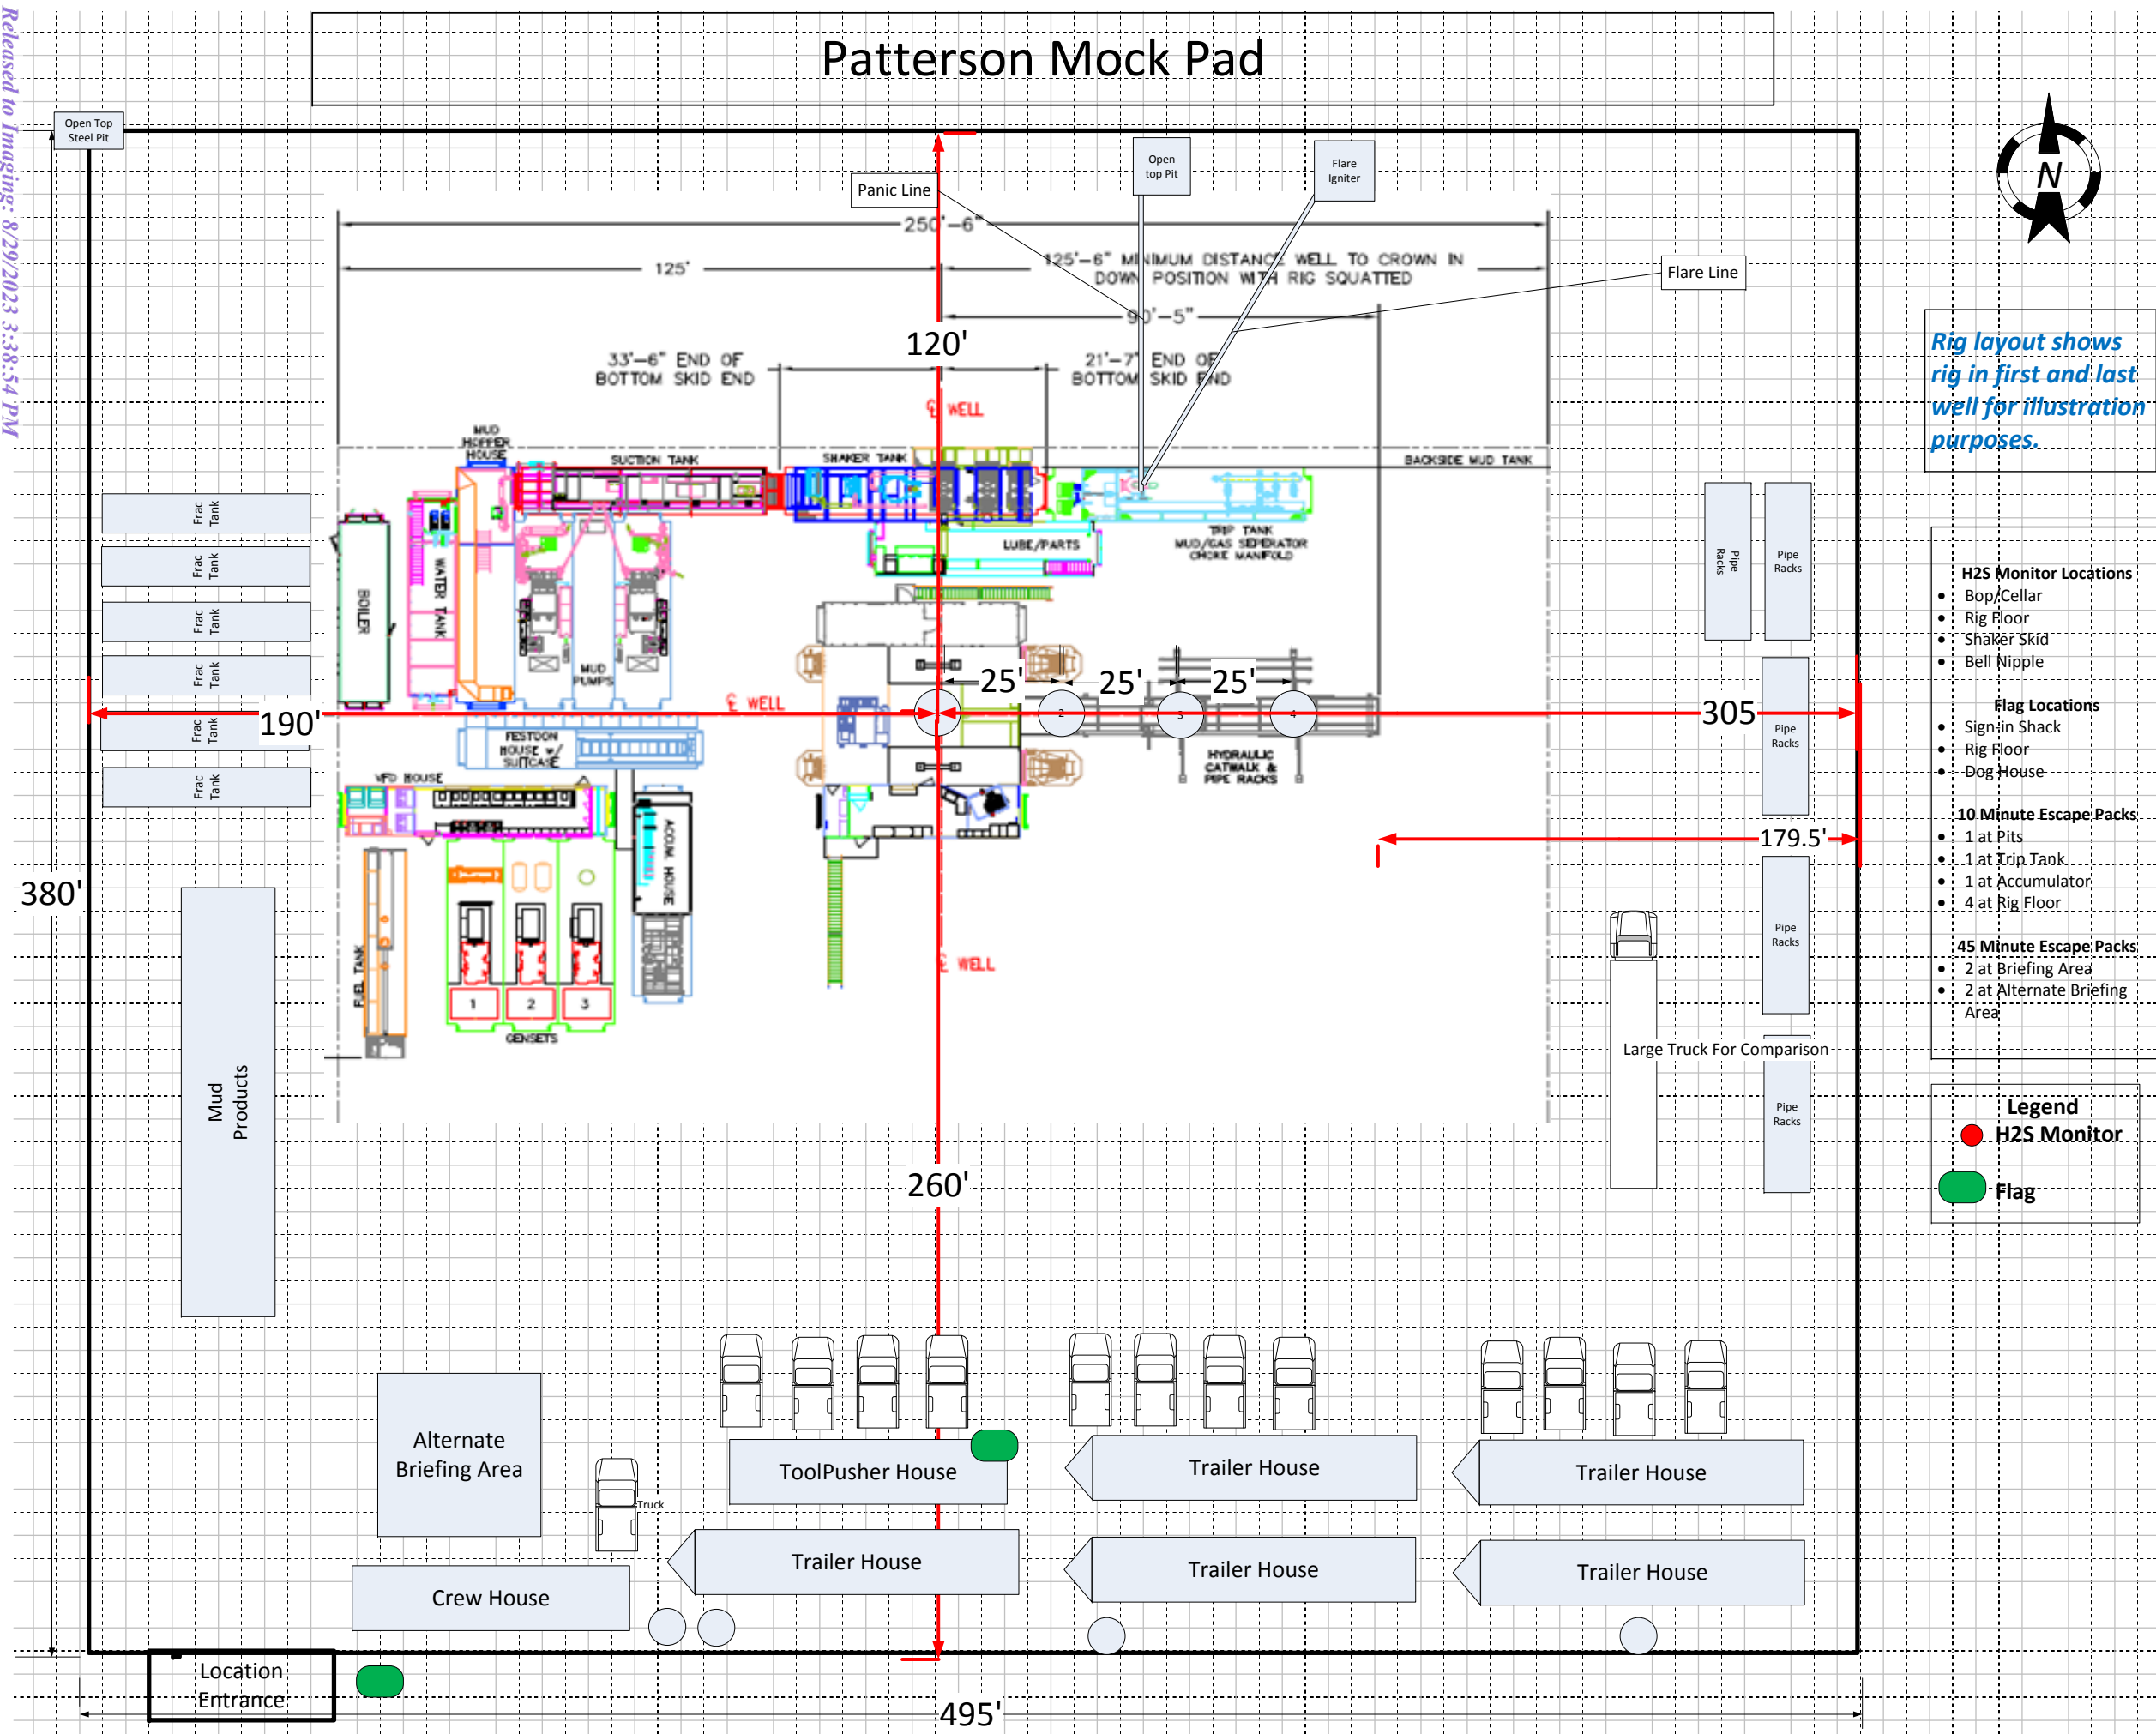 Released to Imaging: 8/29/2023 3:38:54 PM
Patterson Mock Pad
Open Top
Steel Pit
Open
top Pit
Flare
Igniter
Panic Line
N
250'-6"
125'
125'-6" MINIMUM DISTANCE WELL TO CROWN IN
DOWN POSITION WITH RIG SQUATTED
Flare Line
90'-5"
120'
33'-6" END OF
BOTTOM SKID END
21'-7" END OF
BOTTOM SKID END
Rig layout shows
rig in first and last
well for illustration
purposes.
℄ WELL
MUD
HOPPER
HOUSE
SUCTION TANK
SHAKER TANK
BACKSIDE MUD TANK
Frac
Tank
Frac
Tank
Frac
Tank
Frac
Tank
Frac
Tank
Frac
Tank
BOILER
WATER TANK
MUD
PUMPS
LUBE/PARTS
TRIP TANK
MUD/GAS SEPERATOR
CHOKE MANIFOLD
Pipe
Racks
Pipe
Racks
Pipe
Racks
Pipe
Racks
Pipe
Racks
H2S Monitor Locations
• Bop/Cellar
• Rig Floor
• Shaker Skid
• Bell Nipple
Flag Locations
• Sign-in Shack
• Rig Floor
• Dog House
10 Minute Escape Packs
• 1 at Pits
• 1 at Trip Tank
• 1 at Accumulator
• 4 at Rig Floor
45 Minute Escape Packs
• 2 at Briefing Area
• 2 at Alternate Briefing
Area
25'
25'
25'
℄ WELL
2
3
4
190'
305
FESTOON
HOUSE w/
SUITCASE
HYDRAULIC
CATWALK &
PIPE RACKS
VFD HOUSE
ACCUM. HOUSE
179.5'
380'
FUEL TANK
1
2
3
GENSETS
℄ WELL
Mud
Products
Large Truck For Comparison
Legend
H2S Monitor
Flag
260'
Alternate
Briefing Area
Truck
ToolPusher House
Trailer House
Trailer House
Trailer House
Trailer House
Trailer House
Crew House
Location
Entrance
495'